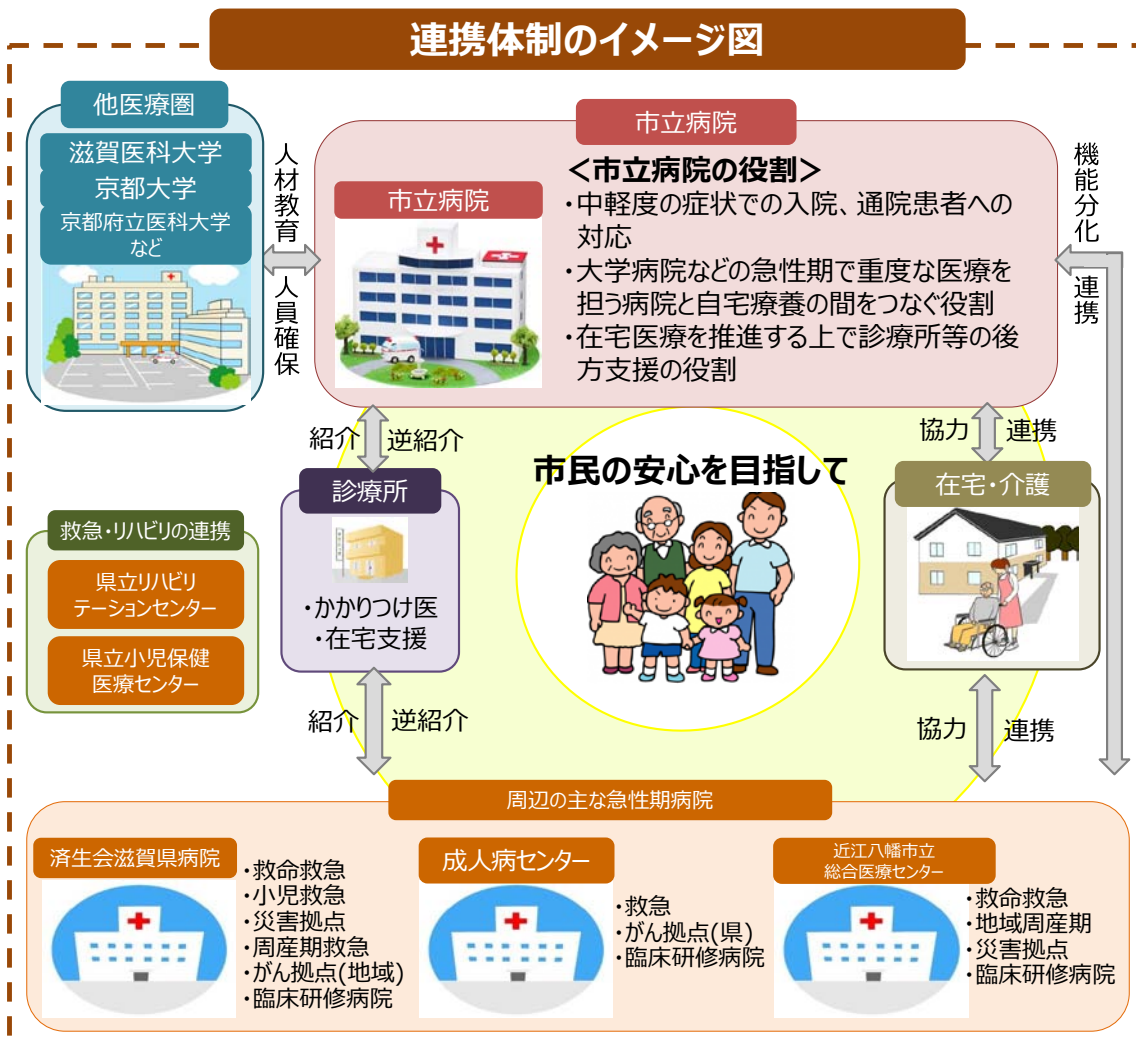 連携体制のイメージ図
他医療圏
滋賀医科大学
京都大学
京都府立医科大学
など
人材教育
人員確保
市立病院
市立病院
＜市立病院の役割＞
・中軽度の症状での入院、通院患者への
対応
・大学病院などの急性期で重度な医療を
担う病院と自宅療養の間をつなぐ役割
・在宅医療を推進する上で診療所等の後
方支援の役割
機能分化
連携
紹介
逆紹介
協力
連携
市民の安心を目指して
診療所
・かかりつけ医
・在宅支援
在宅・介護
救急・リハビリの連携
県立リハビリ
テーションセンター
県立小児保健
医療センター
紹介
逆紹介
協力
連携
周辺の主な急性期病院
済生会滋賀県病院
・救命救急
・小児救急
・災害拠点
・周産期救急
・がん拠点(地域)
・臨床研修病院
成人病センター
・救急
・がん拠点(県)
・臨床研修病院
近江八幡市立
総合医療センター
・救命救急
・地域周産期
・災害拠点
・臨床研修病院